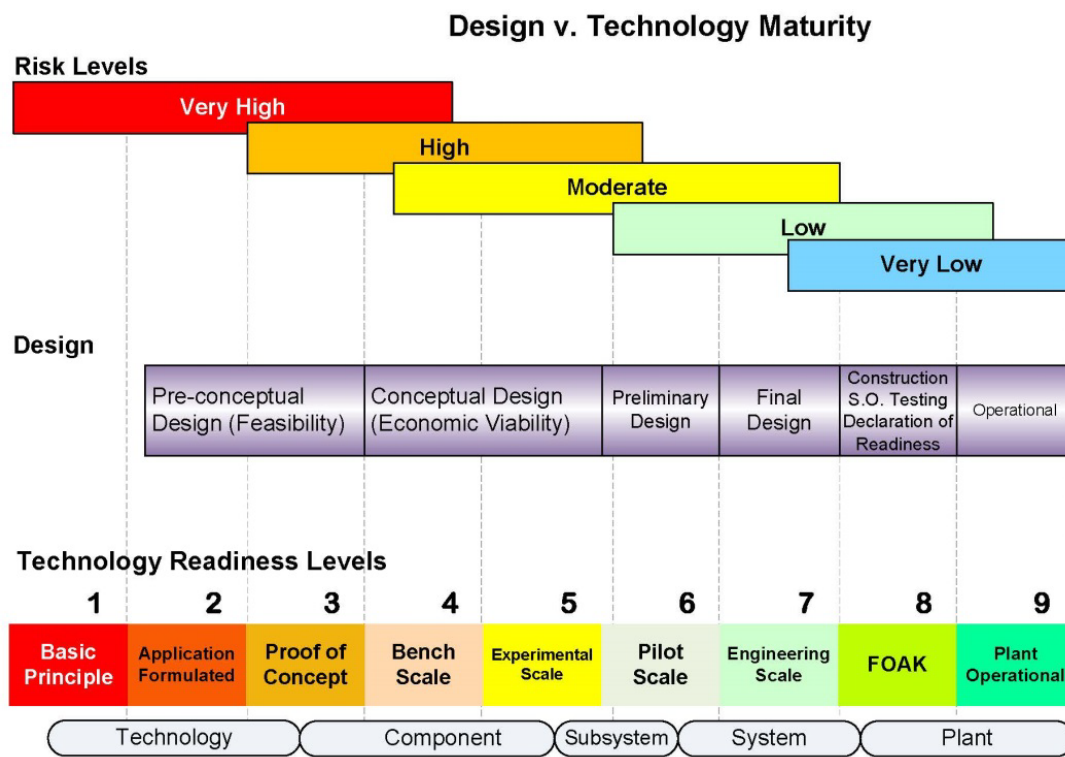 Design v. Technology Maturity
Risk Levels
Very High
High
Moderate
Low
Very Low
Design
Pre-conceptual
Design (Feasibility)
Conceptual Design
(Economic Viability)
Preliminary
Design
Final
Design
Construction
S.O. Testing
Declaration of
Readiness
Operational
Technology Readiness Levels
1 2 3 4 5 6 7 8 9
Basic
Principle
Application
Formulated
Proof of
Concept
Bench
Scale
Experimental
Scale
Pilot
Scale
Engineering
Scale
FOAK
Plant
Operational
Technology
Component
Subsystem
System
Plant